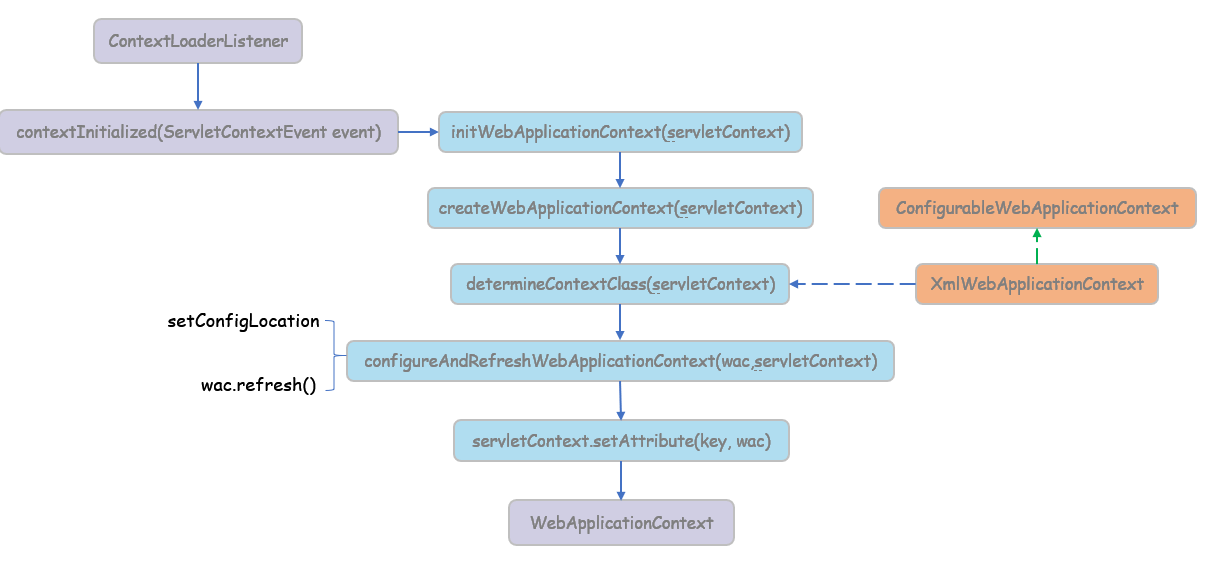 ContextLoaderListener
contextInitialized(ServletContextEvent event)
initWebApplicationContext(servletContext)
createWebApplicationContext(servletContext)
ConfigurableWebApplicationContext
determineContextClass(servletContext)
XmlWebApplicationContext
setConfigLocation
configureAndRefreshWebApplicationContext(wac,servletContext)
wac.refresh()
servletContext.setAttribute(key, wac)
WebApplicationContext